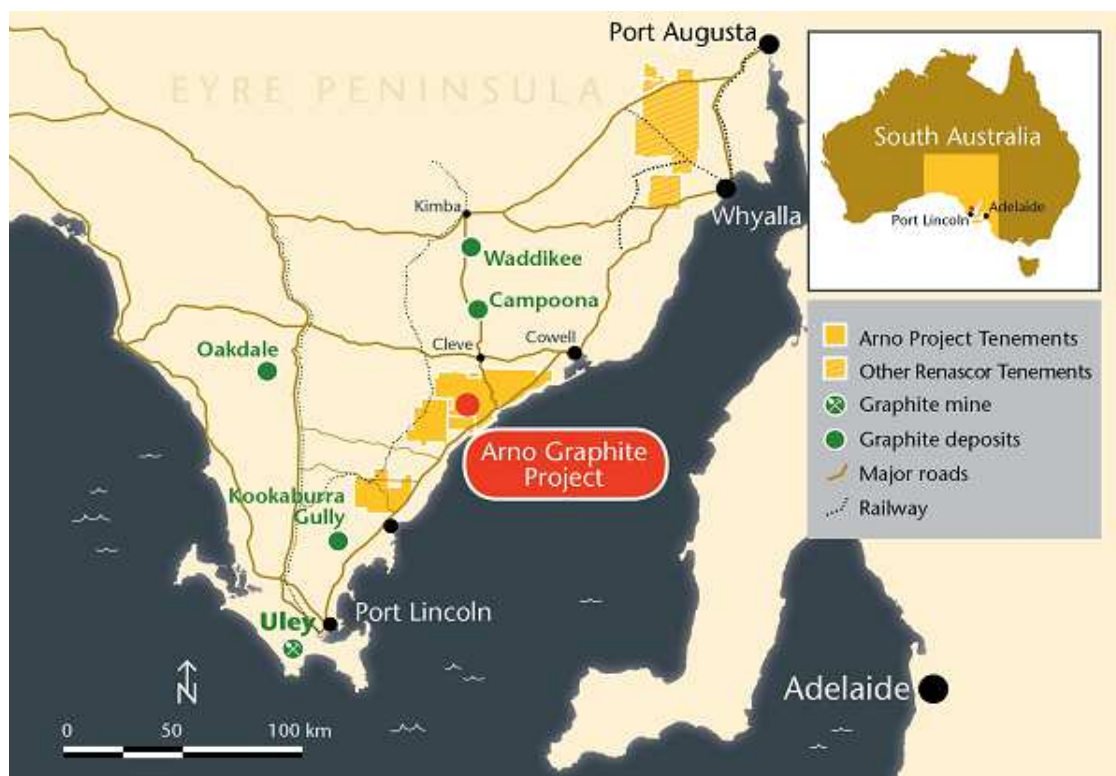 Port Augusta
EYRE PENINSULA
South Australia
Adelaide
Port Lincoln
Kimba
Whyalla
Waddikee
Campoona
Oakdale
Cleve
Cowell
Arno Project Tenements
Other Renascor Tenements
Graphite mine
Graphite deposits
Major roads
Railway
Arno Graphite
Project
Kookaburra
Gully
Uley
Port Lincoln
Adelaide
N
0 50 100 km